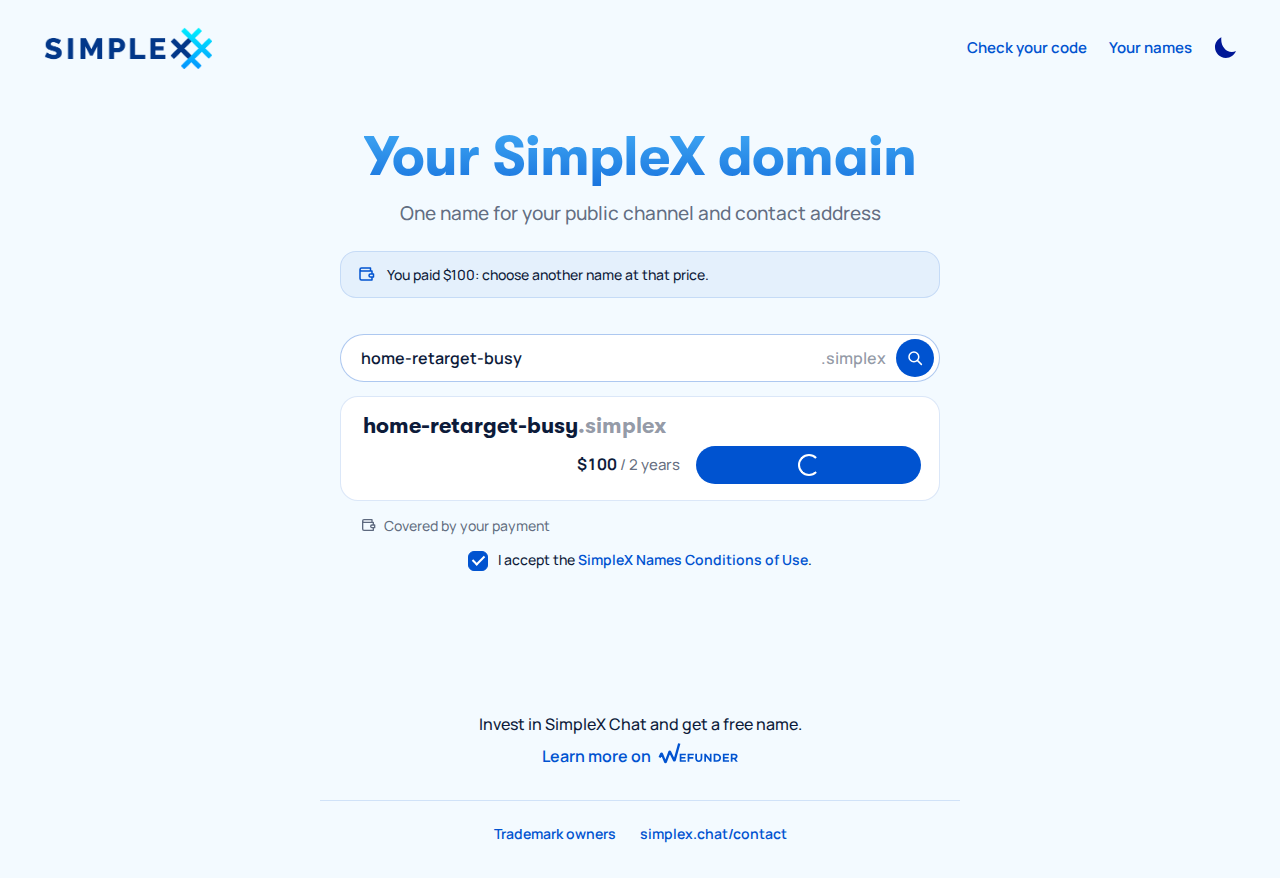 SIMPLEX
Check your code
Your names
Your SimpleX domain
One name for your public channel and contact address
You paid $100: choose another name at that price.
home-retarget-busy
.simplex
home-retarget-busy.simplex
$100 / 2 years
Covered by your payment
I accept the SimpleX Names Conditions of Use.
Invest in SimpleX Chat and get a free name.
Learn more on WEFUNDER
Trademark owners
simplex.chat/contact